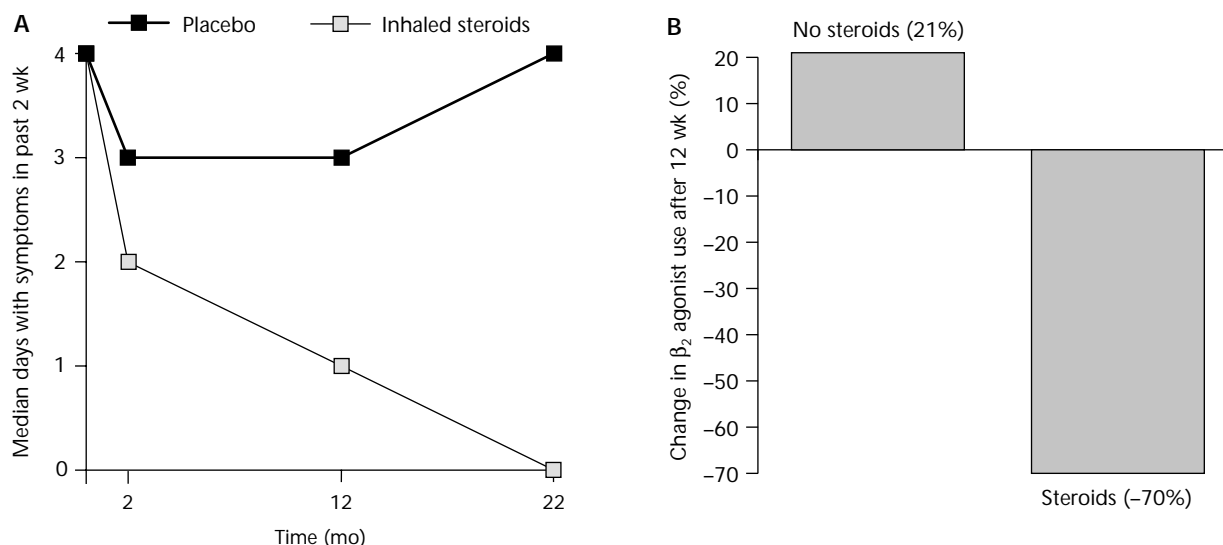 A
Placebo
Inhaled steroids
Median days with symptoms in past 2 wk
4
3
2
1
0
2
12
22
Time (mo)
B
No steroids (21%)
Change in β₂ agonist use after 12 wk (%)
20
10
0
–10
–20
–30
–40
–50
–60
–70
Steroids (–70%)